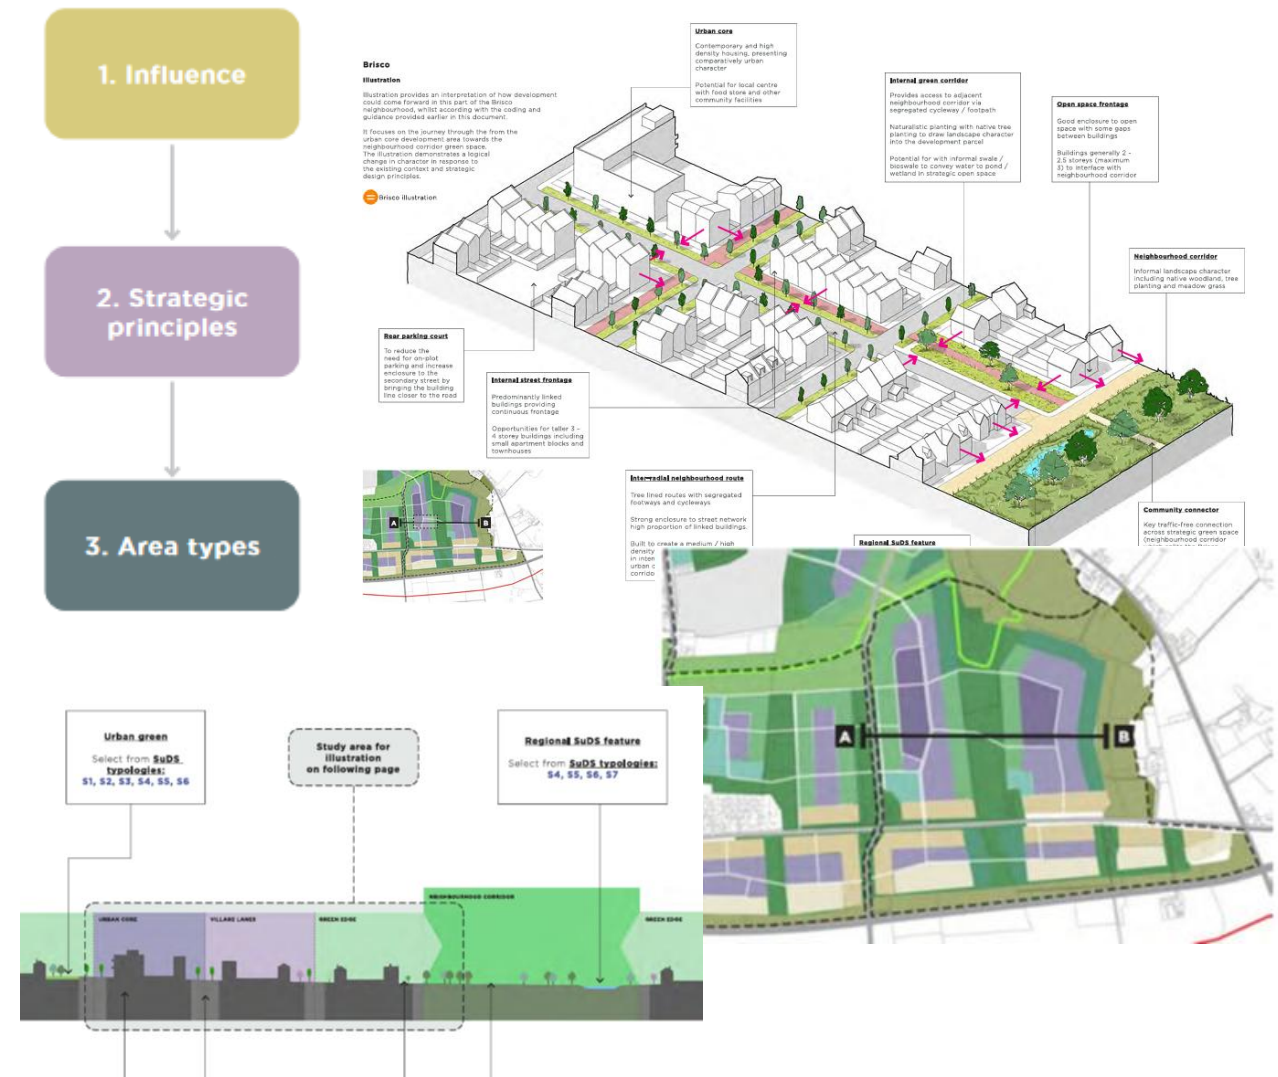 1. Influence
2. Strategic
principles
3. Area types
Brisco
Illustration
Illustration provides an interpretation of how development
could come forward in this part of the Brisco
neighbourhood, whilst according with the coding and
guidance provided earlier in this document.
It focuses on the journey through the from the
urban core development area towards the
neighbourhood corridor green space.
The illustration demonstrates a logical
change in character in response to
the existing context and strategic
design principles.
Brisco illustration
Urban core
Contemporary and high
density housing, presenting
comparatively urban
character
Potential for local centre
with food store and other
community facilities
Internal green corridor
Provides access to adjacent
neighbourhood corridor via
segregated cycleway / footpath
Naturalistic planting with native tree
planting to draw landscape character
into the development parcel
Potential for with informal swale /
bioswale to convey water to pond /
wetland in strategic open space
Open space frontage
Good enclosure to open
space with some gaps
between buildings
Buildings generally 2 -
2.5 storeys (maximum
3) to interface with
neighbourhood corridor
Neighbourhood corridor
Informal landscape character
including native woodland, tree
planting and meadow grass
Rear parking court
To reduce the
need for on-plot
parking and increase
enclosure to the
secondary street by
bringing the building
line closer to the road
Internal street frontage
Predominantly linked
buildings providing
continuous frontage
Opportunities for taller 3 -
4 storey buildings including
small apartment blocks and
townhouses
Inter-radial neighbourhood route
Tree lined routes with segregated
footways and cycleways
Strong enclosure to street network
high proportion of linked buildings.
Built to create a medium / high
density
in inter
urban c
corrido
Regional SuDS feature
Community connector
Key traffic-free connection
across strategic green space
(neighbourhood corridor
A
B
A
B
Urban green
Select from SuDS
typologies:
S1, S2, S3, S4, S5, S6
Study area for
illustration
on following page
Regional SuDS feature
Select from SuDS typologies:
S4, S5, S6, S7
URBAN CORE
VILLAGE LANES
GREEN EDGE
NEIGHBOURHOOD CORRIDOR
GREEN EDGE